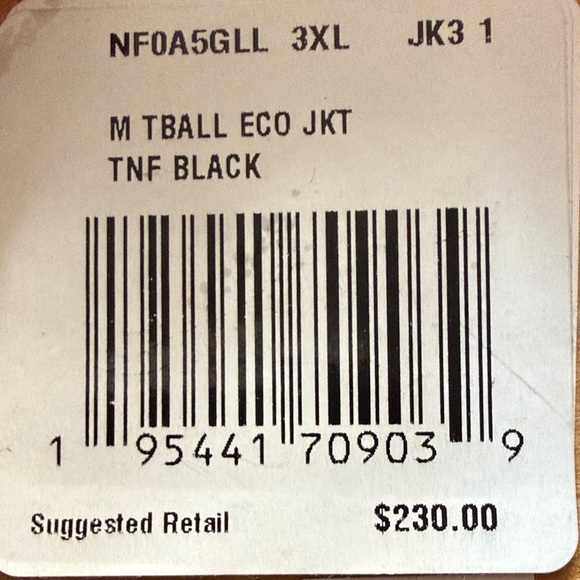 NF0A5GLL 3XL JK3 1
M TBALL ECO JKT
TNF BLACK
1 95441 70903 9
Suggested Retail $230.00